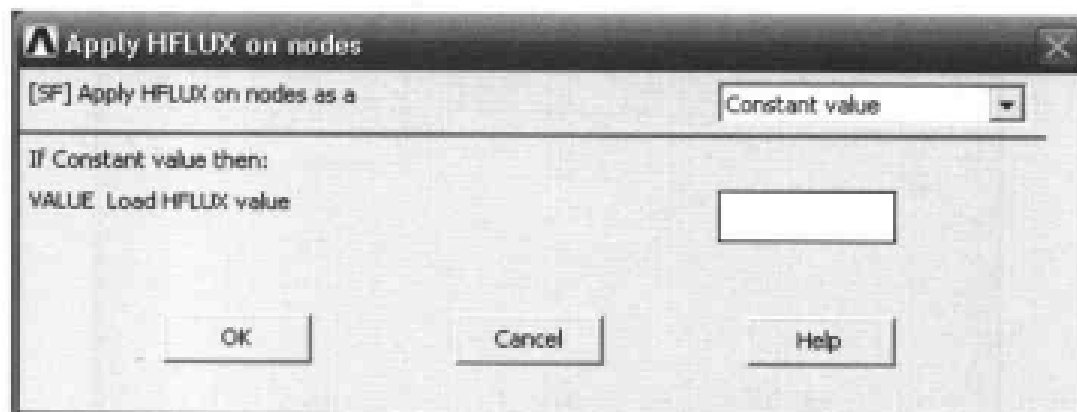 Apply HFLUX on nodes
[SF] Apply HFLUX on nodes as a Constant value
If Constant value then:
VALUE Load HFLUX value
OK Cancel Help